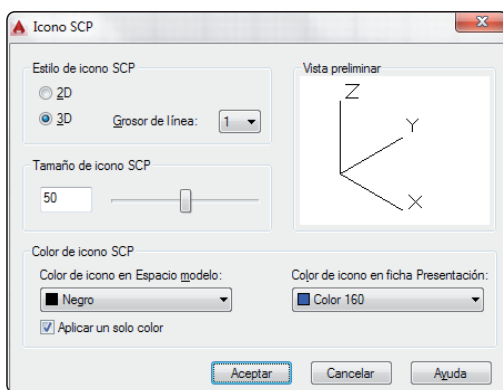 Icono SCP
Estilo de icono SCP
2D
3D
Grosor de línea:
1
Vista preliminar
Z
Y
X
Tamaño de icono SCP
50
Color de icono SCP
Color de icono en Espacio modelo:
Negro
Aplicar un solo color
Color de icono en ficha Presentación:
Color 160
Aceptar
Cancelar
Ayuda